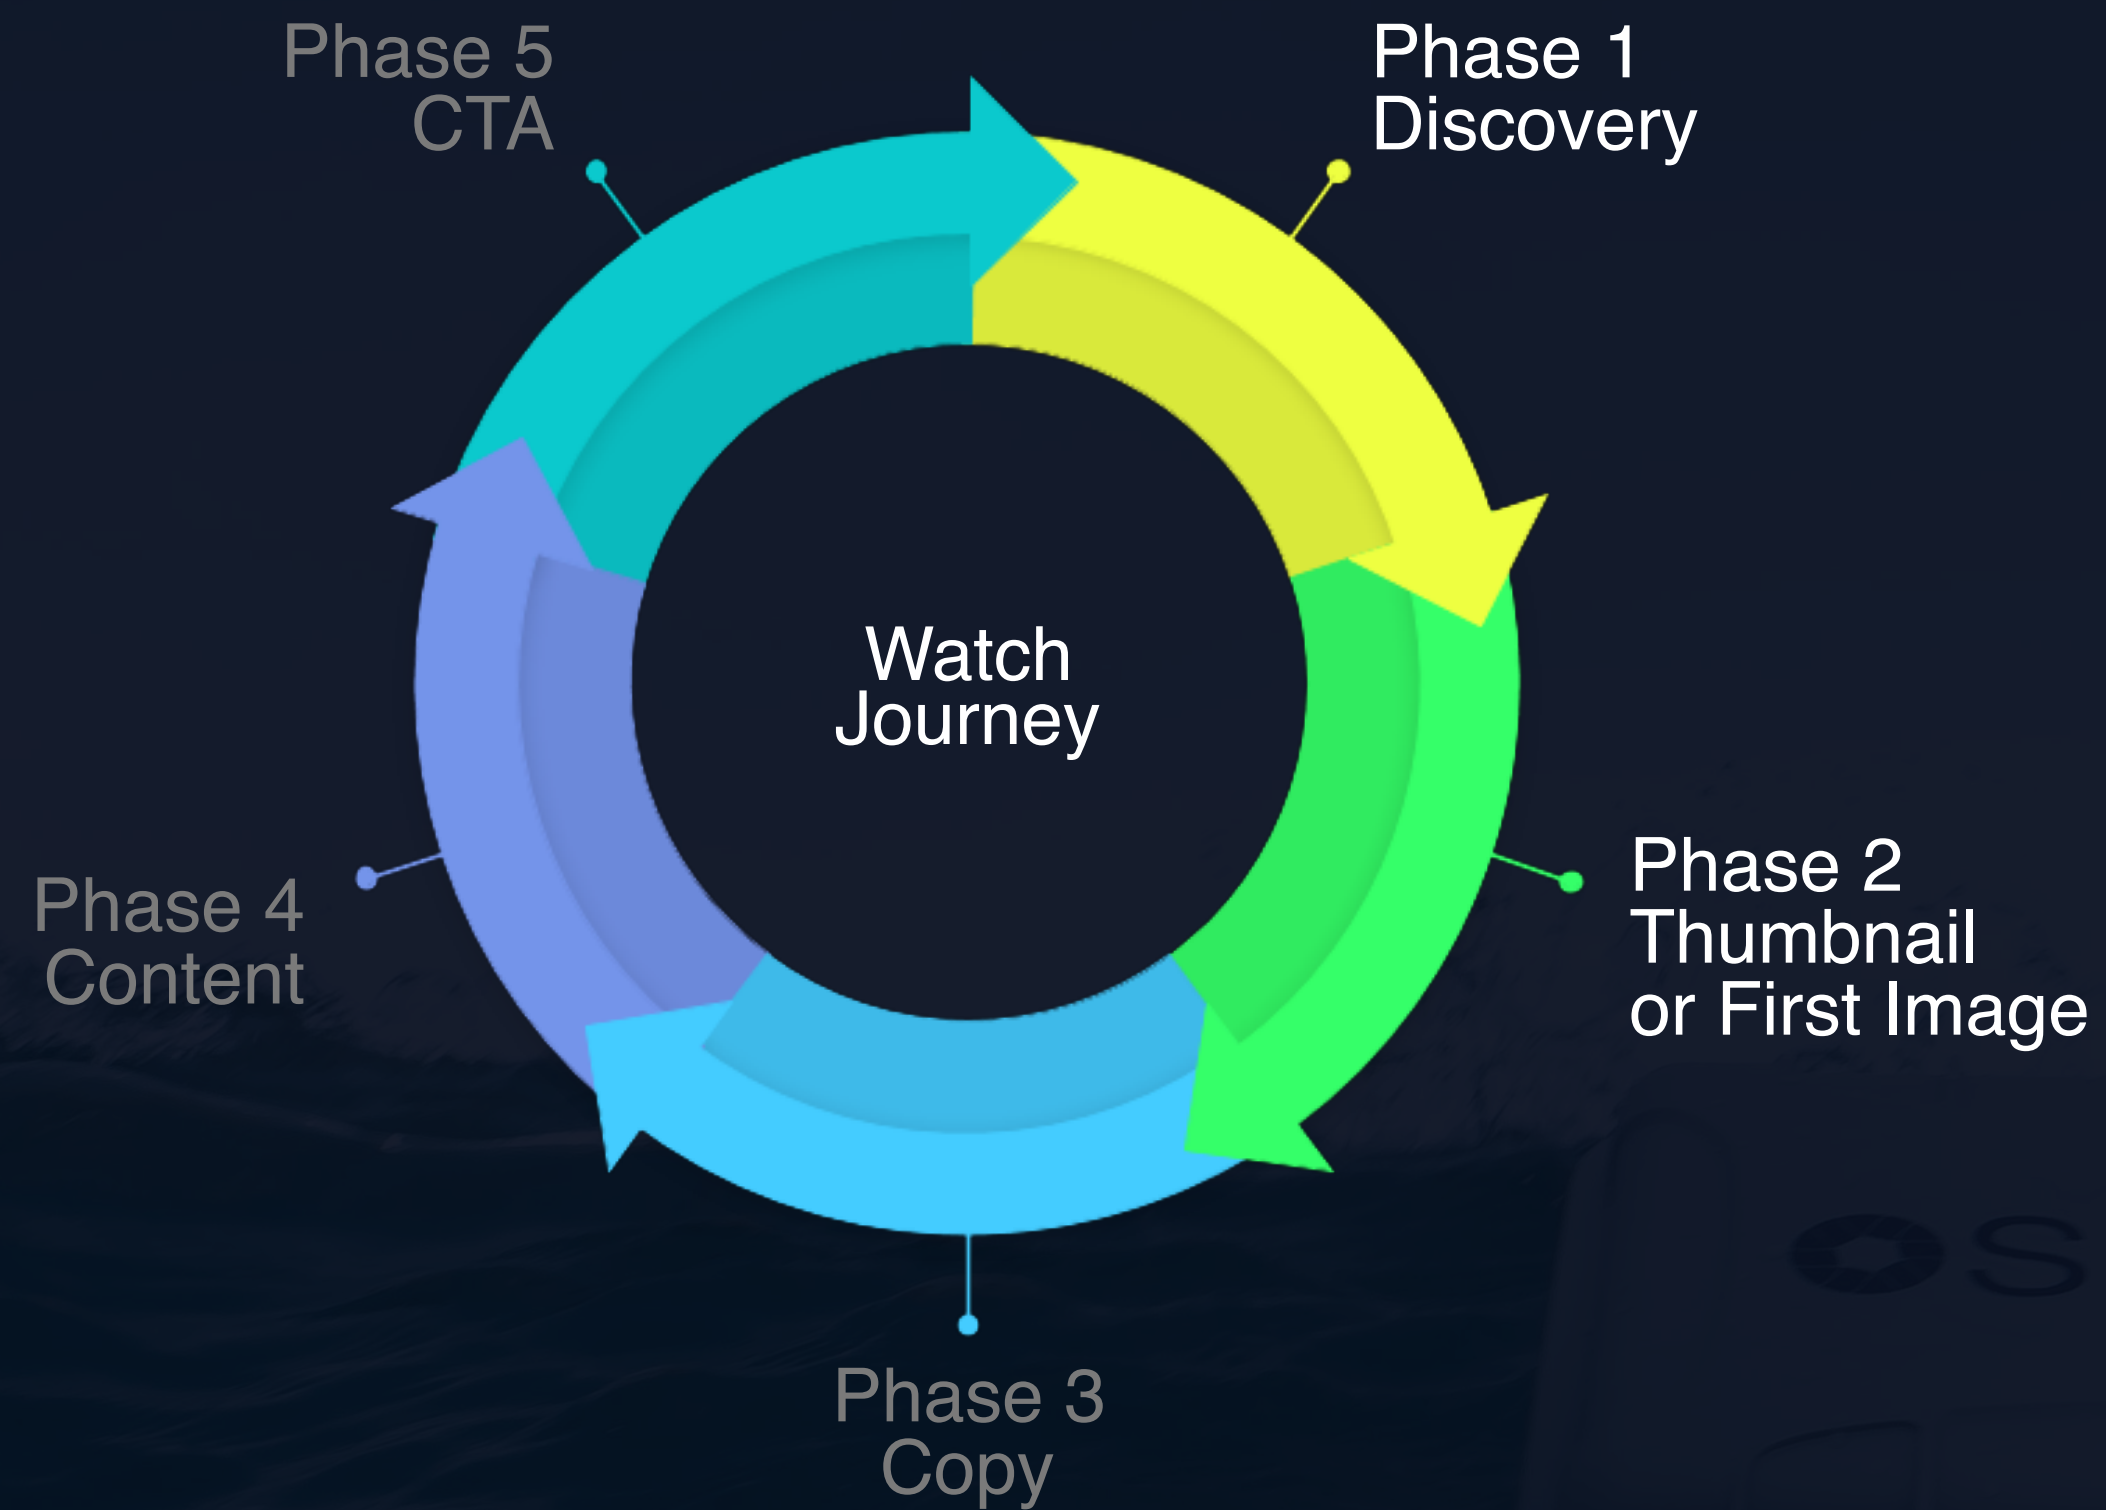 Phase 5
CTA
Phase 1
Discovery
Watch
Journey
Phase 2
Thumbnail
or First Image
Phase 4
Content
Phase 3
Copy
S